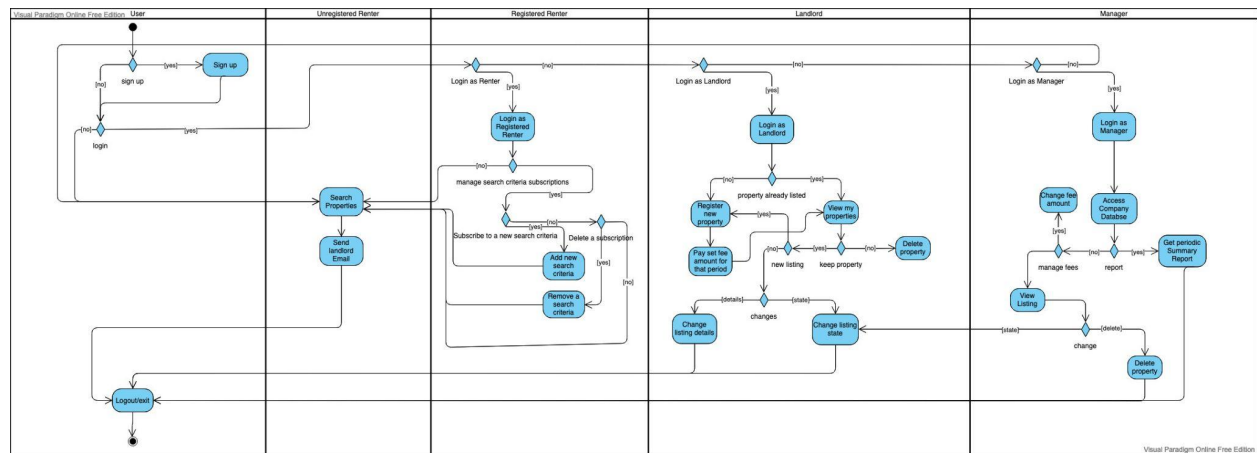 Visual Paradigm Online Free Edition
User
Unregistered Renter
Registered Renter
Landlord
Manager
[yes]
Sign up
sign up
[no]
[no]
[yes]
login
[no]
Login as Renter
[yes]
Login as
Registered
Renter
[no]
manage search criteria subscriptions
[yes]
[no]
Subscribe to a new search criteria
[yes]
Delete a subscription
Add new
search
criteria
[yes]
[no]
Remove a
search
criteria
Search
Properties
Send
landlord
Email
[no]
Login as Landlord
[yes]
Login as
Landlord
[no]
property already listed
[yes]
Register
new
property
View my
properties
[yes]
Pay set fee
amount for
that period
[no]
new listing
[yes]
keep property
[no]
Delete
property
[details]
changes
[state]
Change
listing details
Change listing
state
[no]
Login as Manager
[yes]
Login as
Manager
Change fee
amount
Access
Company
Databse
[yes]
manage fees
[no]
report
[yes]
Get periodic
Summary
Report
View
Listing
[state]
change
[delete]
Delete
property
Logout/exit
Visual Paradigm Online Free Edition